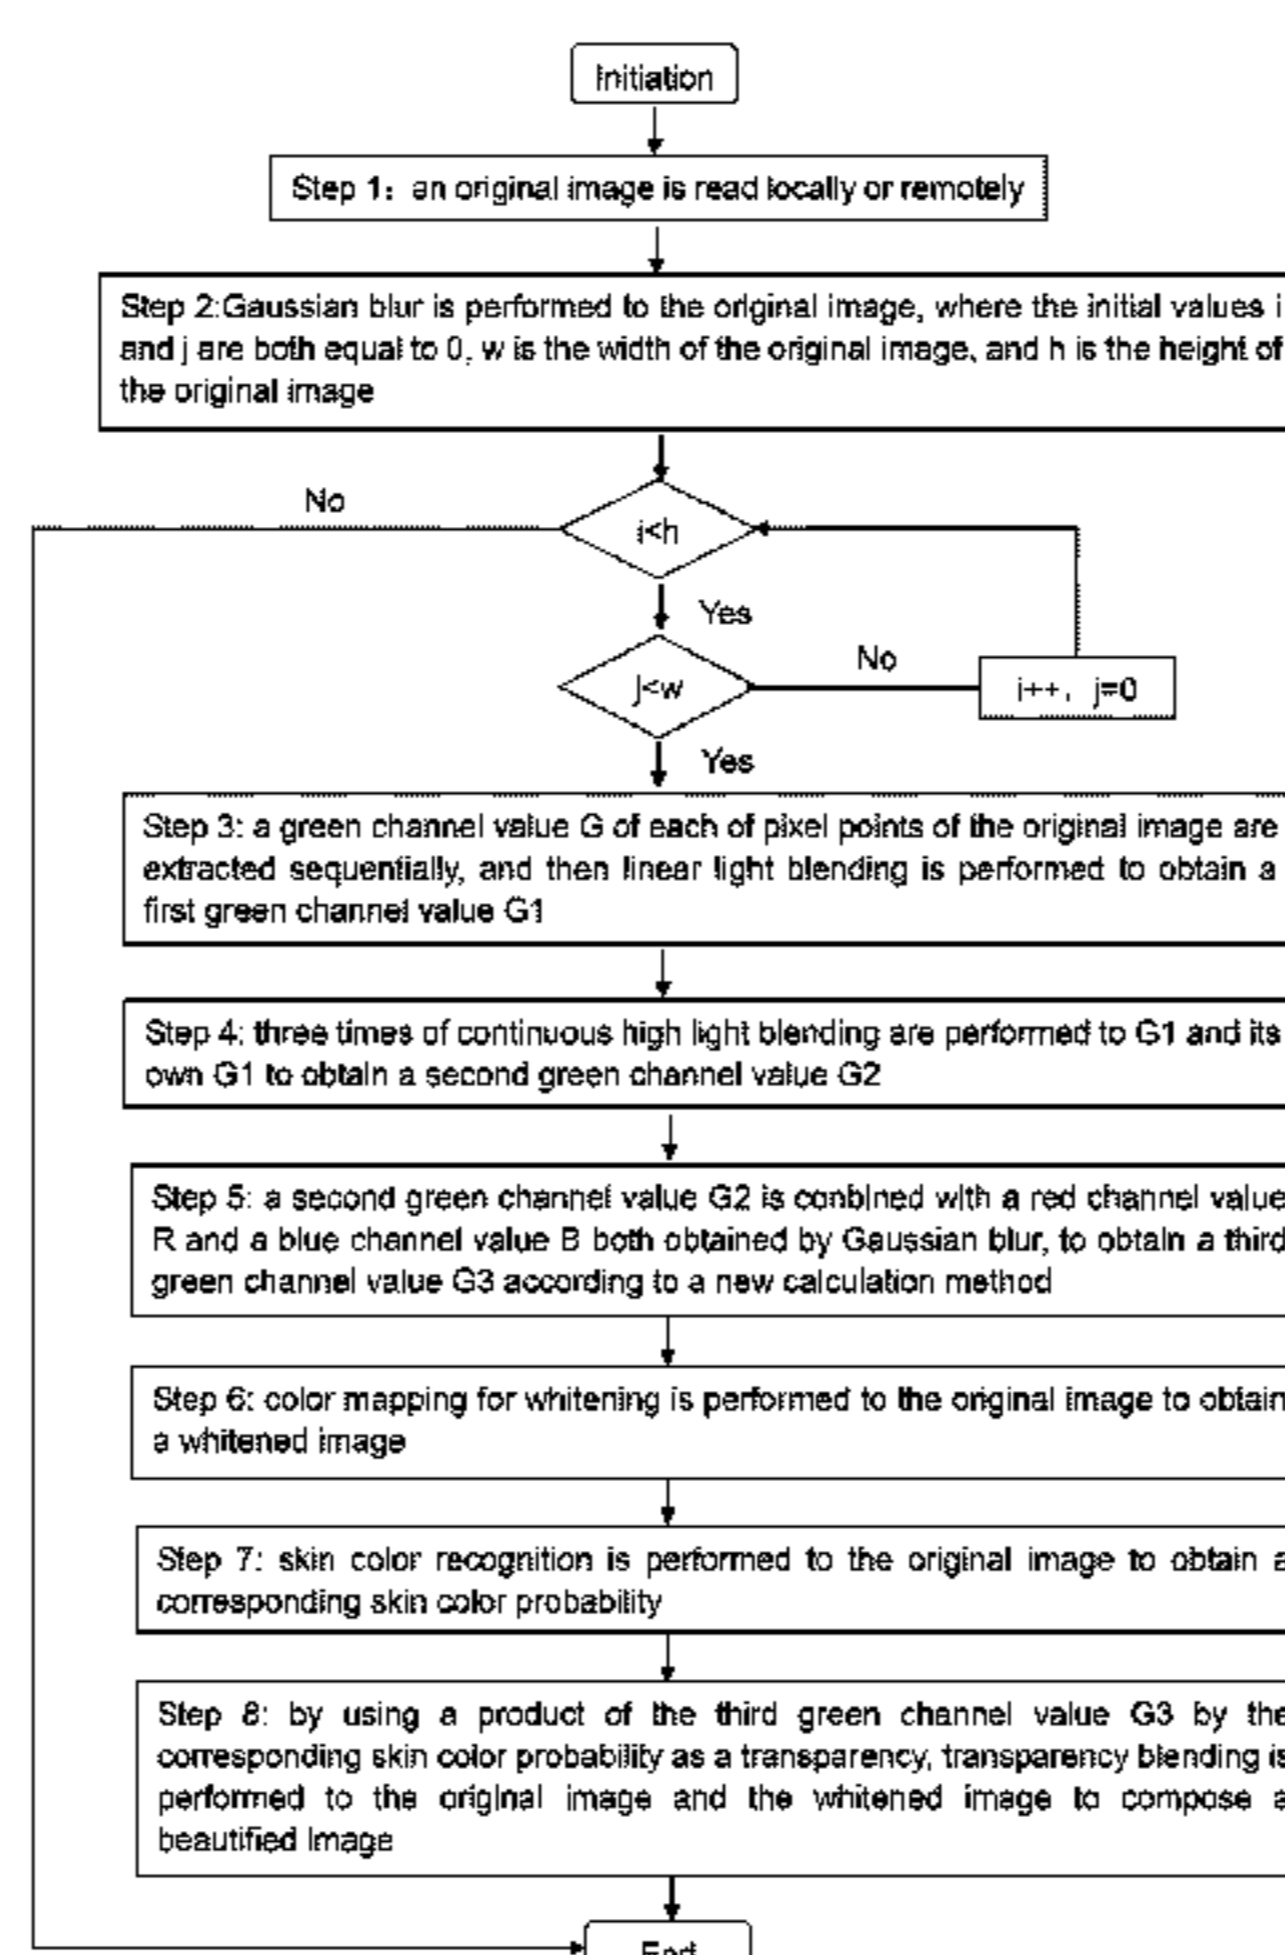 Initiation
Step 1: an original image is read locally or remotely
Step 2:Gaussian blur is performed to the original image, where the initial values i
and j are both equal to 0, w is the width of the original image, and h is the height of
the original image
No
i<h
Yes
No
j<w
i++, j=0
Yes
Step 3: a green channel value G of each of pixel points of the original image are
extracted sequentially, and then linear light blending is performed to obtain a
first green channel value G1
Step 4: three times of continuous high light blending are performed to G1 and its
own G1 to obtain a second green channel value G2
Step 5: a second green channel value G2 is conbined with a red channel value
R and a blue channel value B both obtained by Gaussian blur, to obtain a third
green channel value G3 according to a new calculation method
Step 6: color mapping for whitening is performed to the original image to obtain
a whitened image
Step 7: skin color recognition is performed to the original image to obtain a
corresponding skin color probability
Step 8: by using a product of the third green channel value G3 by the
corresponding skin color probability as a transparency, transparency blending is
performed to the original image and the whitened image to compose a
beautified image
End